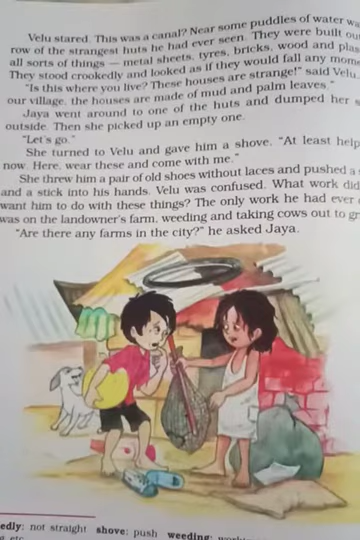 Velu stared. This was a canal? Near some puddles of water
row of the strangest huts he had ever seen. They were built
all sorts of things — metal sheets, tyres, bricks, wood and
They stood crookedly and looked as if they would fall any
"Is this where you live? These houses are strange!" said Velu.
our village, the houses are made of mud and palm leaves."
Jaya went around to one of the huts and dumped her
outside. Then she picked up an empty one.
"Let's go."
She turned to Velu and gave him a shove. "At least help
now. Here, wear these and come with me."
She threw him a pair of old shoes without laces and pushed a
and a stick into his hands. Velu was confused. What work did
want him to do with these? The only work he had ever
was on the landowner's farm, weeding and taking cows out to
"Are there any farms in the city?" he asked Jaya.
edly: not straight shove: push weeding:
etc.